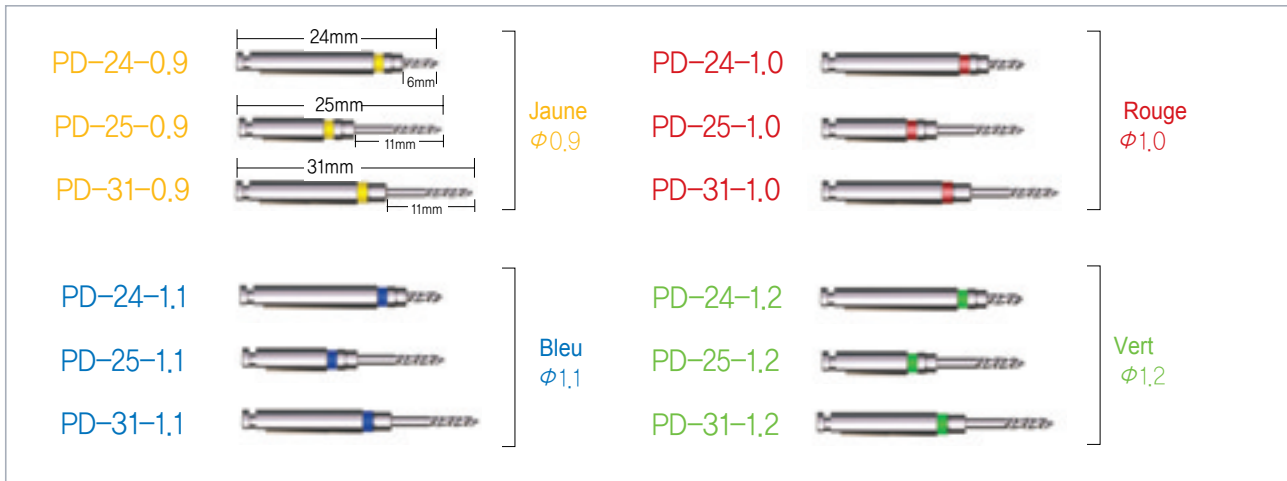 24mm
PD-24-0.9
6mm
25mm
PD-25-0.9
11mm
31mm
PD-31-0.9
11mm
Jaune
Φ0.9
PD-24-1.0
PD-25-1.0
PD-31-1.0
Rouge
Φ1.0
PD-24-1.1
PD-25-1.1
PD-31-1.1
Bleu
Φ1.1
PD-24-1.2
PD-25-1.2
PD-31-1.2
Vert
Φ1.2